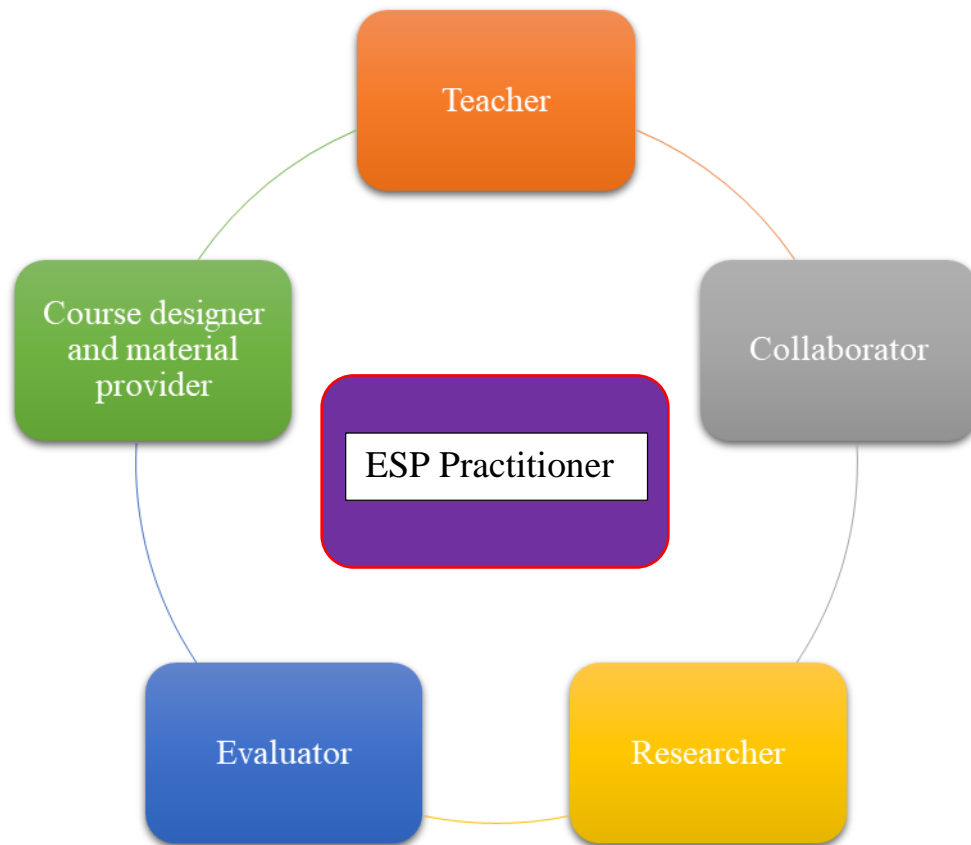 Teacher
Collaborator
Course designer
and material
provider
ESP Practitioner
Evaluator
Researcher